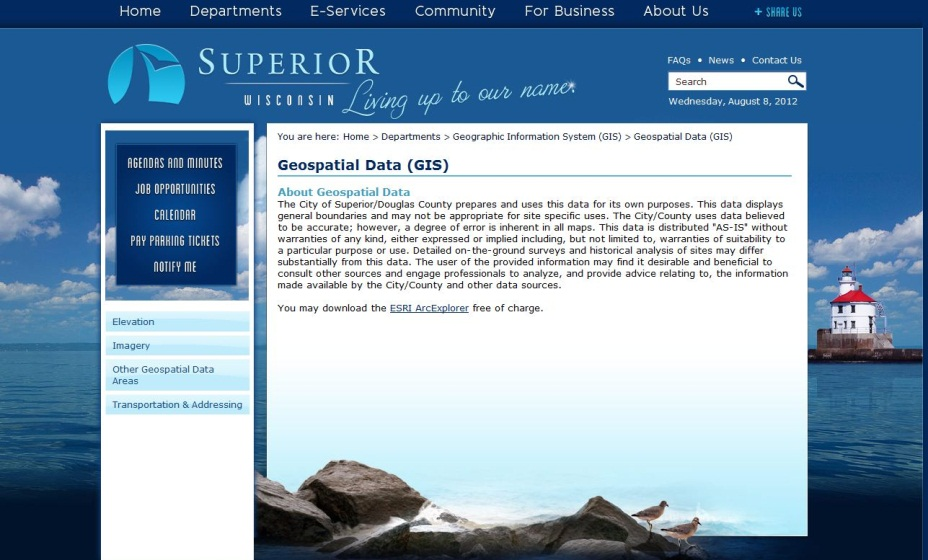 Home Departments E-Services Community For Business About Us + SHARE US
SUPERIOR
WISCONSIN Living up to our name.
FAQs • News • Contact Us
Search
Wednesday, August 8, 2012
AGENDAS AND MINUTES
JOB OPPORTUNITIES
CALENDAR
PAY PARKING TICKETS
NOTIFY ME
Elevation
Imagery
Other Geospatial Data
Areas
Transportation & Addressing
You are here: Home > Departments > Geographic Information System (GIS) > Geospatial Data (GIS)
Geospatial Data (GIS)
About Geospatial Data
The City of Superior/Douglas County prepares and uses this data for its own purposes. This data displays
general boundaries and may not be appropriate for site specific uses. The City/County uses data believed
to be accurate; however, a degree of error is inherent in all maps. This data is distributed "AS-IS" without
warranties of any kind, either expressed or implied including, but not limited to, warranties of suitability to
a particular purpose or use. Detailed on-the-ground surveys and historical analysis of sites may differ
substantially from this data. The user of the provided information may find it desirable and beneficial to
consult other sources and engage professionals to analyze, and provide advice relating to, the information
made available by the City/County and other data sources.
You may download the ESRI ArcExplorer free of charge.